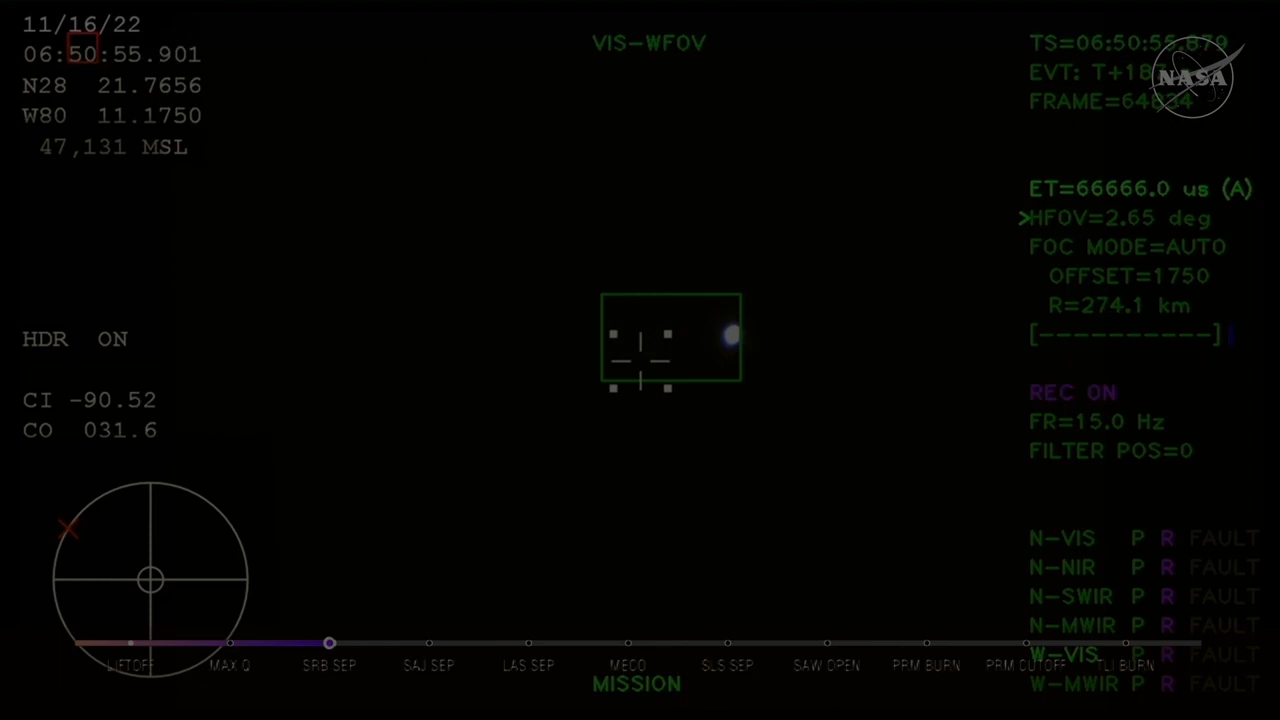 11/16/22
06:50:55.901
N28 21.7656
W80 11.1750
47,131 MSL
HDR ON
CI -90.52
CO 031.6
VIS-WFOV
TS=06:50:55.879
EVT: T+18
FRAME=64834
NASA
ET=66666.0 us (A)
>HFOV=2.65 deg
FOC MODE=AUTO
OFFSET=1750
R=274.1 km
[----------]
REC ON
FR=15.0 Hz
FILTER POS=0
N-VIS P R FAULT
N-NIR P R FAULT
N-SWIR P R FAULT
N-MWIR P R FAULT
W-VIS P R FAULT
W-MWIR P R FAULT
LIFTOFF MAX Q SRB SEP SAJ SEP LAS SEP MECO SLS SEP SAW OPEN PRM BURN PRM CUTOFF TLI BURN
MISSION